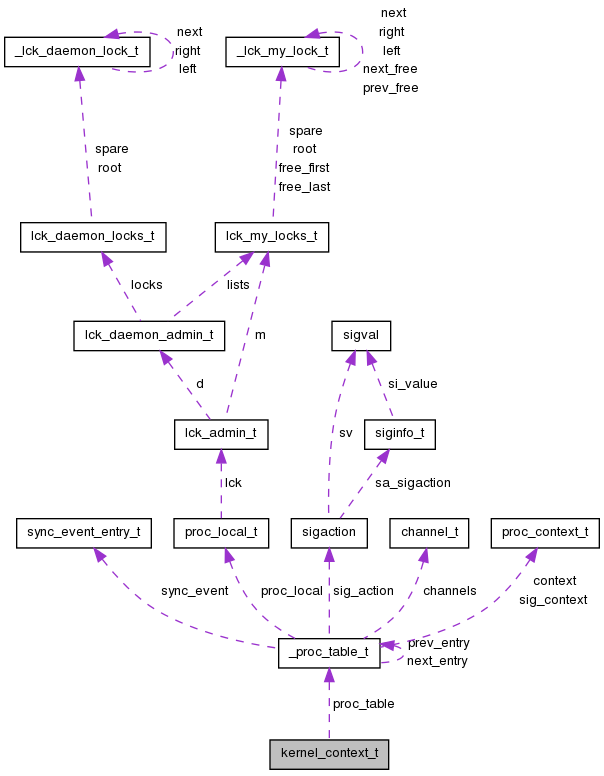 next
_lck_daemon_lock_t
right
left
next
_lck_my_lock_t
right
left
next_free
prev_free
spare
root
spare
root
free_first
free_last
lck_daemon_locks_t
lck_my_locks_t
locks
lists
m
lck_daemon_admin_t
sigval
d
sv
si_value
lck_admin_t
siginfo_t
lck
sa_sigaction
sync_event_entry_t
proc_local_t
sigaction
channel_t
proc_context_t
sync_event
proc_local
sig_action
channels
context
sig_context
_proc_table_t
prev_entry
next_entry
proc_table
kernel_context_t